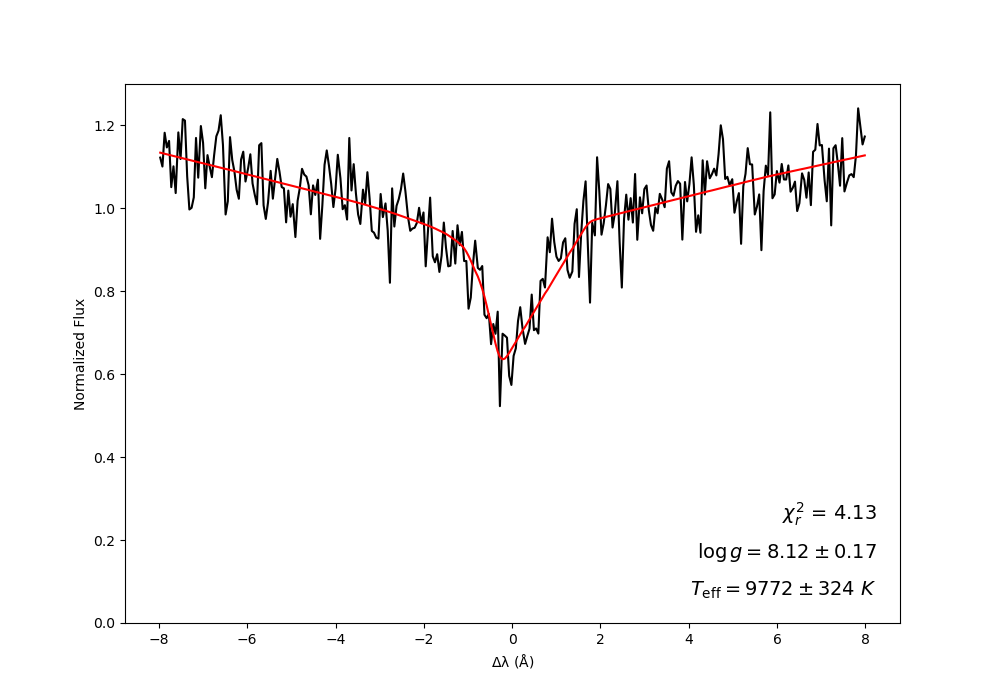 1.2
1.0
0.8
0.6
0.4
0.2
0.0
Normalized Flux
χ²ᵣ = 4.13
log g = 8.12 ± 0.17
T_eff = 9772 ± 324 K
−8 −6 −4 −2 0 2 4 6 8
Δλ (Å)